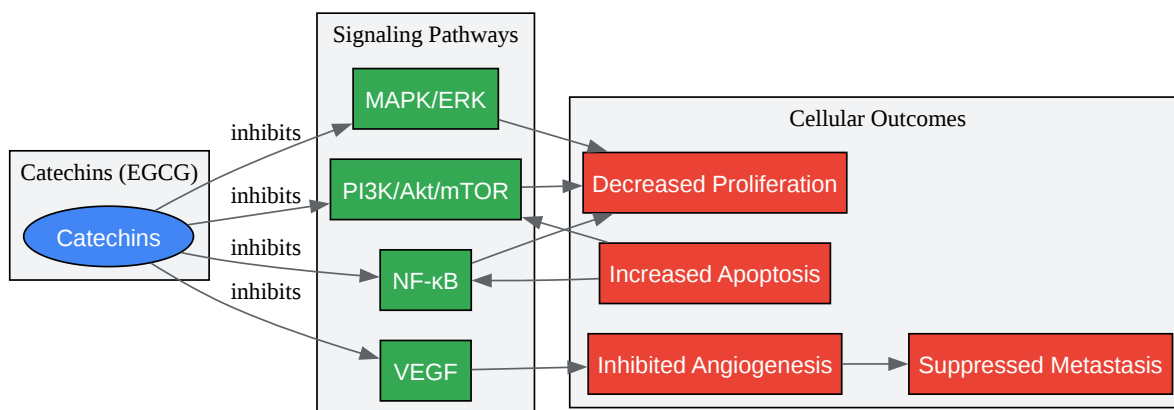 Catechins (EGCG)
Catechins
inhibits
inhibits
inhibits
inhibits
Signaling Pathways
MAPK/ERK
PI3K/Akt/mTOR
NF-κB
VEGF
Cellular Outcomes
Decreased Proliferation
Increased Apoptosis
Inhibited Angiogenesis
Suppressed Metastasis